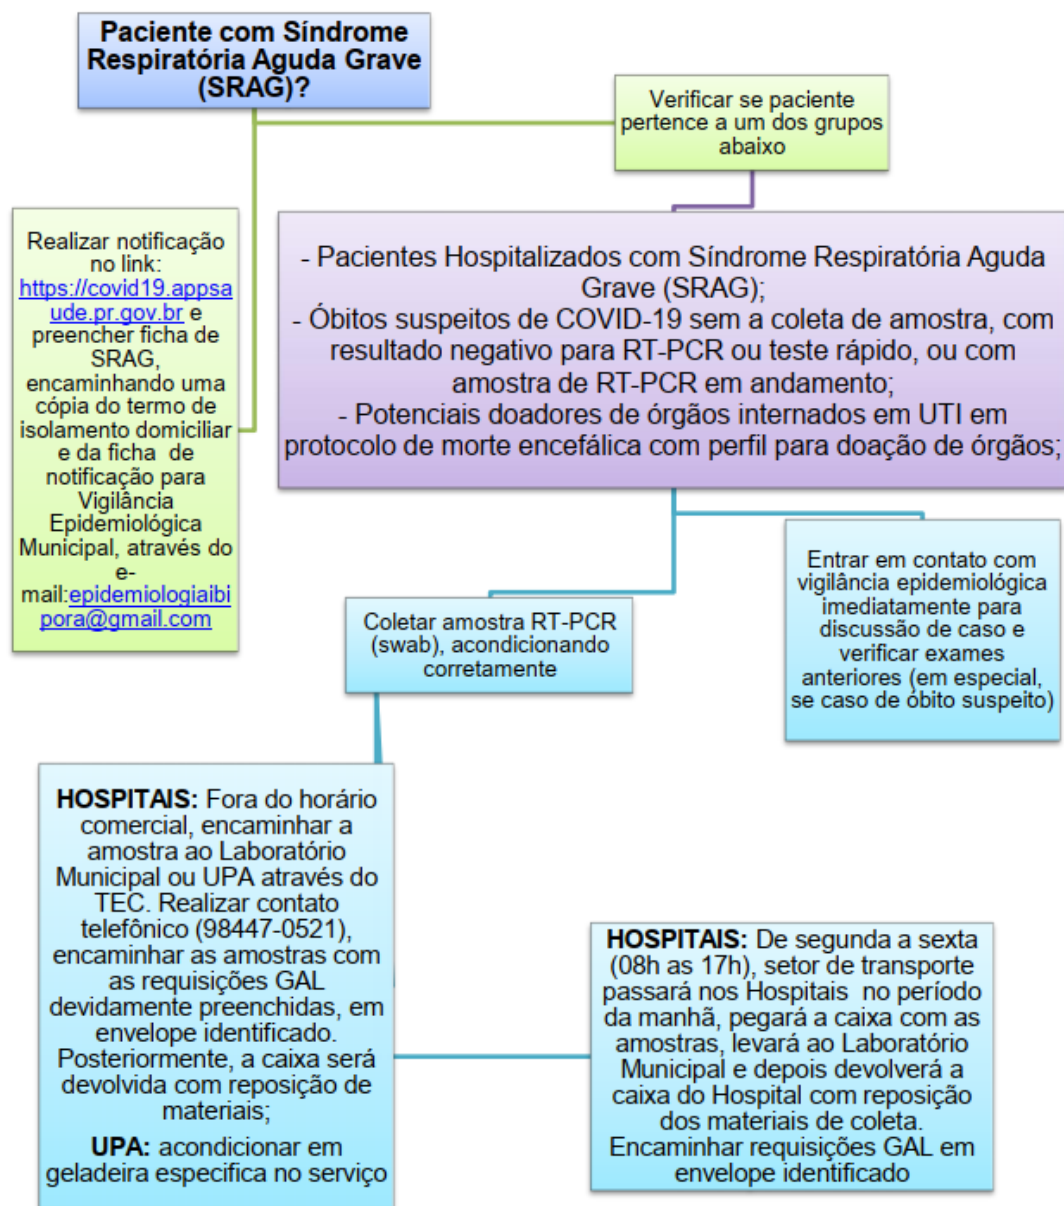 Paciente com Síndrome
Respiratória Aguda Grave
(SRAG)?
Verificar se paciente
pertence a um dos grupos
abaixo
Realizar notificação
no link:
https://covid19.appsa
ude.pr.gov.br e
preencher ficha de
SRAG,
encaminhando uma
cópia do termo de
isolamento domiciliar
e da ficha de
notificação para
Vigilância
Epidemiológica
Municipal, através do
e-
mail:epidemiologiaibi
pora@gmail.com
- Pacientes Hospitalizados com Síndrome Respiratória Aguda
Grave (SRAG);
- Óbitos suspeitos de COVID-19 sem a coleta de amostra, com
resultado negativo para RT-PCR ou teste rápido, ou com
amostra de RT-PCR em andamento;
- Potenciais doadores de órgãos internados em UTI em
protocolo de morte encefálica com perfil para doação de órgãos;
Coletar amostra RT-PCR
(swab), acondicionando
corretamente
Entrar em contato com
vigilância epidemiológica
imediatamente para
discussão de caso e
verificar exames
anteriores (em especial,
se caso de óbito suspeito)
HOSPITAIS: Fora do horário
comercial, encaminhar a
amostra ao Laboratório
Municipal ou UPA através do
TEC. Realizar contato
telefônico (98447-0521),
encaminhar as amostras com
as requisições GAL
devidamente preenchidas, em
envelope identificado.
Posteriormente, a caixa será
devolvida com reposição de
materiais;
UPA: acondicionar em
geladeira especifica no serviço
HOSPITAIS: De segunda a sexta
(08h as 17h), setor de transporte
passará nos Hospitais no período
da manhã, pegará a caixa com as
amostras, levará ao Laboratório
Municipal e depois devolverá a
caixa do Hospital com reposição
dos materiais de coleta.
Encaminhar requisições GAL em
envelope identificado